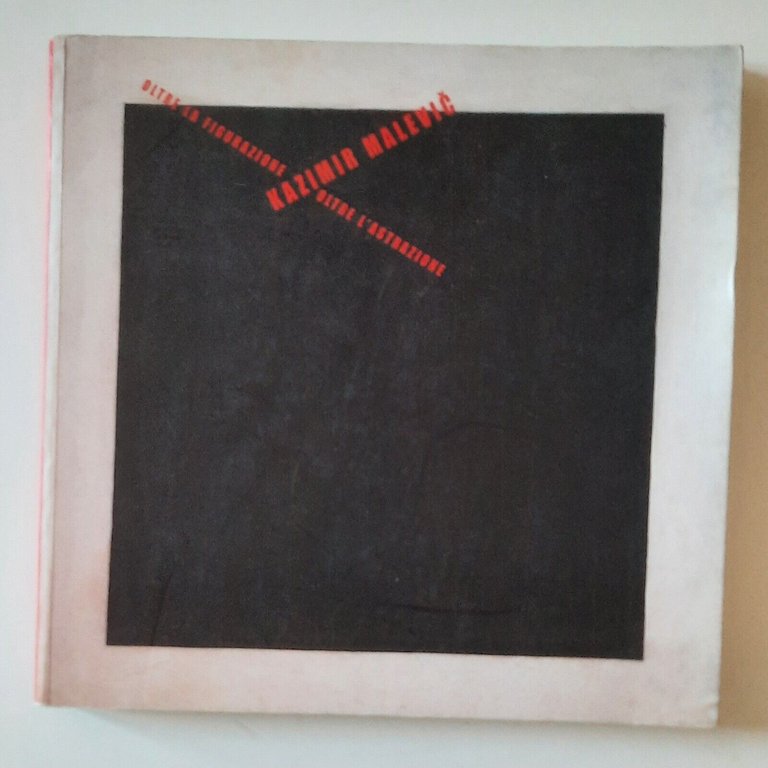 OLTRE LA FIGURAZIONE
KAZIMIR MALEVIČ
OLTRE L'ASTRAZIONE